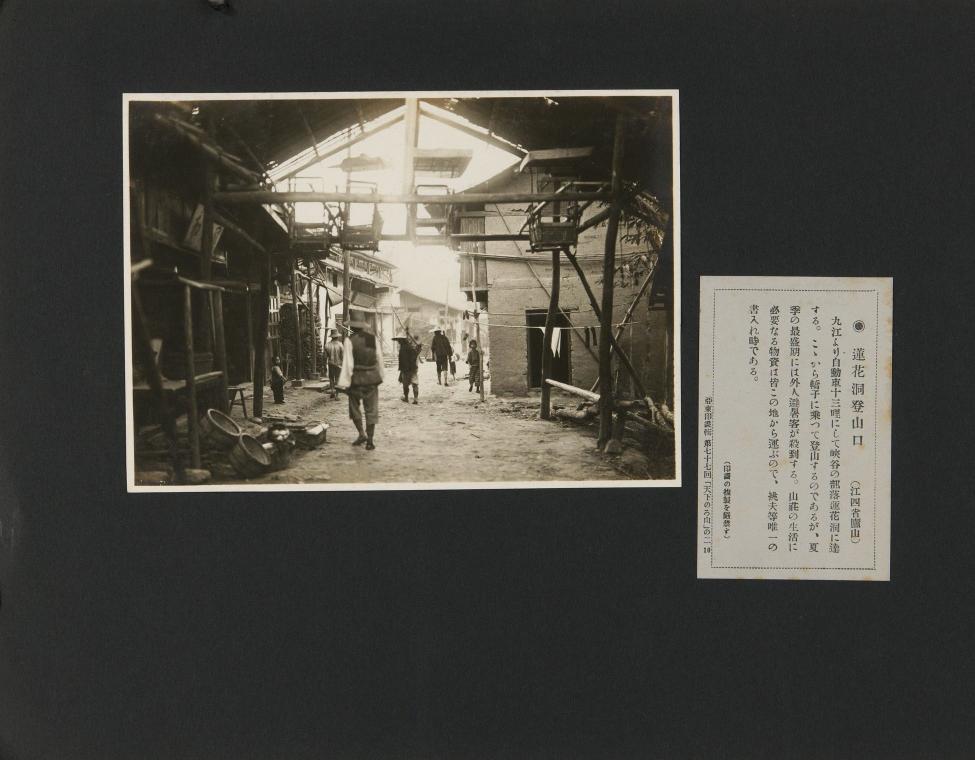 ◉ 蓮花洞登山口 （江西省廬山）
九江より自動車十三哩にして峽谷の部落蓮花洞に達
する。こゝから轎子に乘つて登山するのであるが、夏
季の最盛期には外人避暑客が殺到する。山莊の生活に
必要なる物資は皆この地から運ぶので、挑夫等唯一の
書入れ時である。
（印畫の複製を嚴禁す）
亞東印畫輯 第七十七回「天下のろ山」の二 10